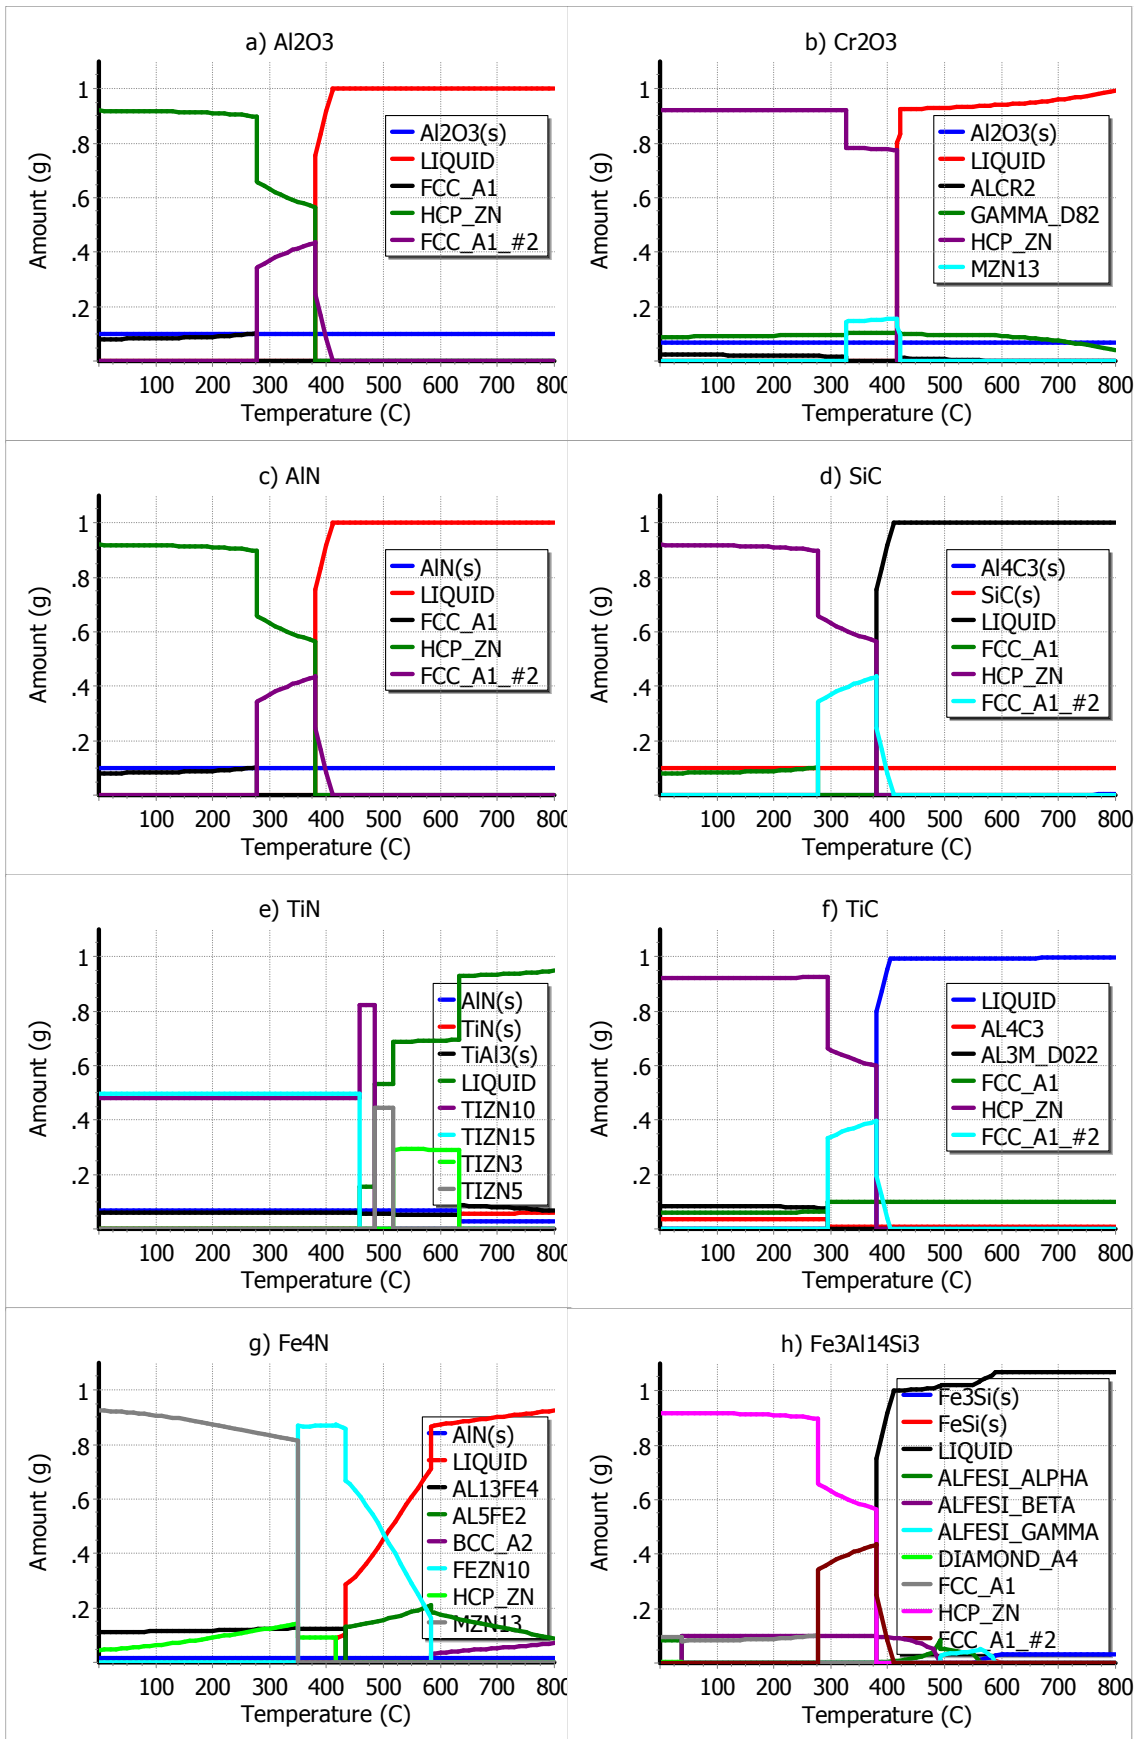 a) Al2O3
Amount (g)
1
.8
.6
.4
.2
Al2O3(s)
LIQUID
FCC_A1
HCP_ZN
FCC_A1_#2
100 200 300 400 500 600 700 800
Temperature (C)
b) Cr2O3
Amount (g)
1
.8
.6
.4
.2
Al2O3(s)
LIQUID
ALCR2
GAMMA_D82
HCP_ZN
MZN13
100 200 300 400 500 600 700 800
Temperature (C)
c) AlN
Amount (g)
1
.8
.6
.4
.2
AlN(s)
LIQUID
FCC_A1
HCP_ZN
FCC_A1_#2
100 200 300 400 500 600 700 800
Temperature (C)
d) SiC
Amount (g)
1
.8
.6
.4
.2
Al4C3(s)
SiC(s)
LIQUID
FCC_A1
HCP_ZN
FCC_A1_#2
100 200 300 400 500 600 700 800
Temperature (C)
e) TiN
Amount (g)
1
.8
.6
.4
.2
AlN(s)
TiN(s)
TiAl3(s)
LIQUID
TIZN10
TIZN15
TIZN3
TIZN5
100 200 300 400 500 600 700 800
Temperature (C)
f) TiC
Amount (g)
1
.8
.6
.4
.2
LIQUID
AL4C3
AL3M_D022
FCC_A1
HCP_ZN
FCC_A1_#2
100 200 300 400 500 600 700 800
Temperature (C)
g) Fe4N
Amount (g)
1
.8
.6
.4
.2
AlN(s)
LIQUID
AL13FE4
AL5FE2
BCC_A2
FEZN10
HCP_ZN
MZN13
100 200 300 400 500 600 700 800
Temperature (C)
h) Fe3Al14Si3
Amount (g)
1
.8
.6
.4
.2
Fe3Si(s)
FeSi(s)
LIQUID
ALFESI_ALPHA
ALFESI_BETA
ALFESI_GAMMA
DIAMOND_A4
FCC_A1
HCP_ZN
FCC_A1_#2
100 200 300 400 500 600 700 800
Temperature (C)